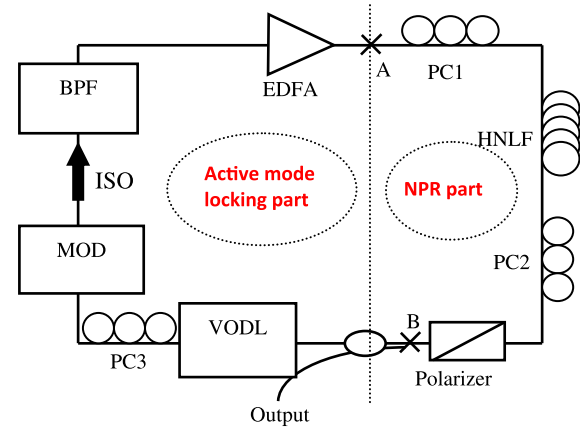 BPF
EDFA
A
PC1
HNLF
ISO
Active mode
locking part
NPR part
MOD
PC2
VODL
B
PC3
Polarizer
Output